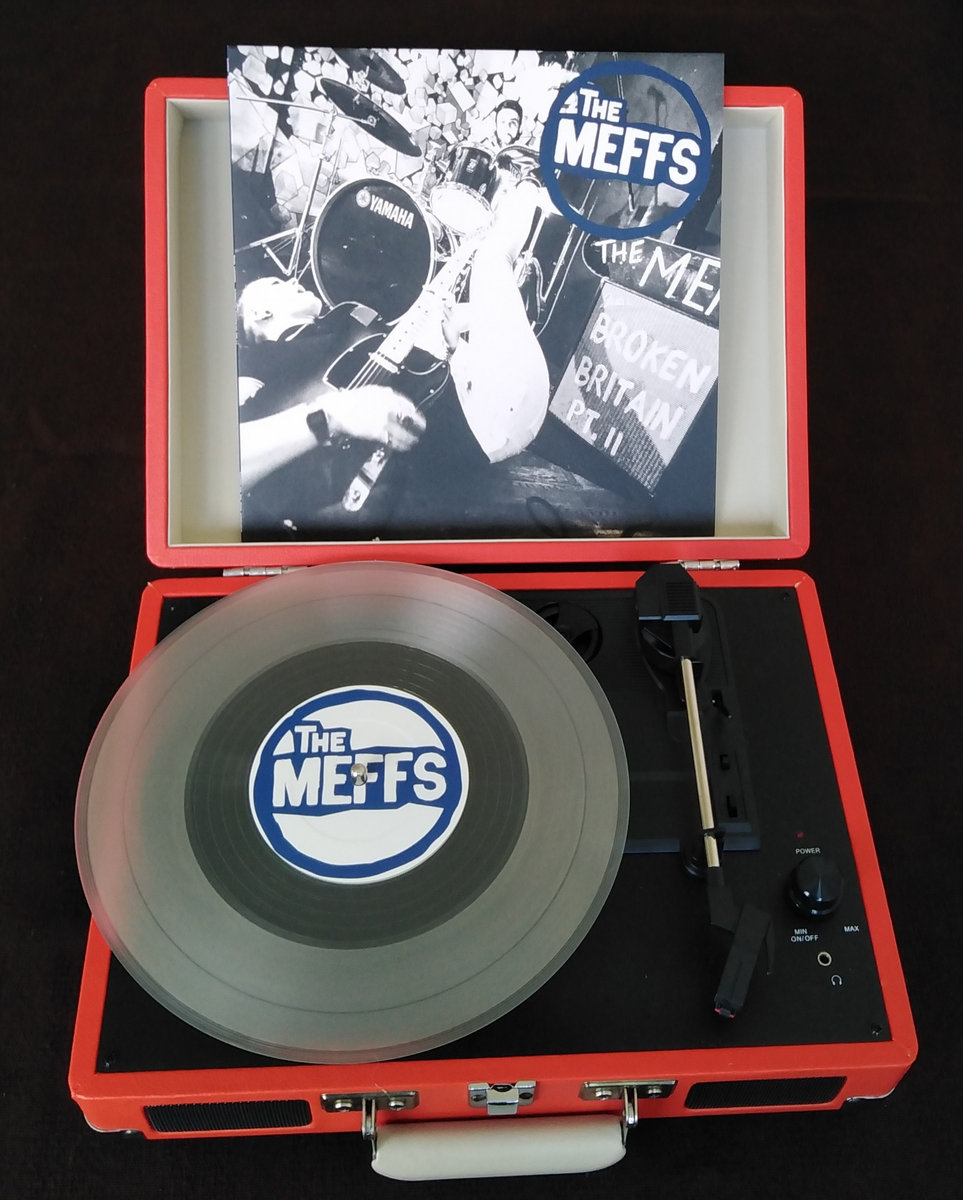 THE
MEFFS
YAMAHA
THE ME
BROKEN
BRITAIN
PT. II
THE
MEFFS
POWER
MIN
ON/OFF
MAX